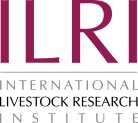 ILRI
INTERNATIONAL
LIVESTOCK RESEARCH
INSTITUTE